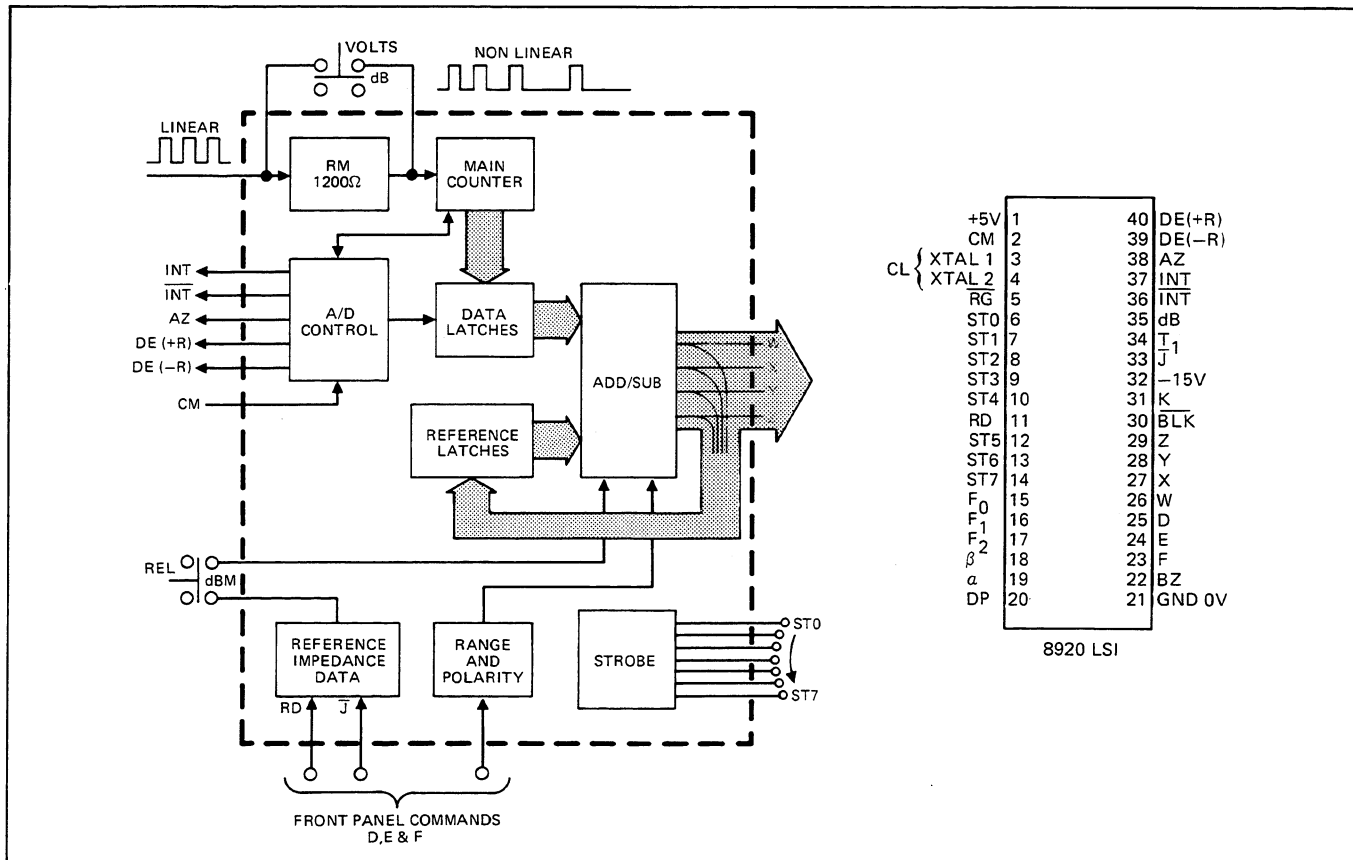 VOLTS
dB
NON LINEAR
LINEAR
RM
1200Ω
MAIN
COUNTER
INT
I̅N̅T̅
AZ
DE (+R)
DE (−R)
CM
A/D
CONTROL
DATA
LATCHES
ADD/SUB
W
REFERENCE
LATCHES
REL
dBM
REFERENCE
IMPEDANCE
DATA
RANGE
AND
POLARITY
STROBE
ST0
ST7
RD
J̅
FRONT PANEL COMMANDS
D,E & F
+5V 1
CM 2
CL { XTAL 1 3
XTAL 2 4
R̅G̅ 5
ST0 6
ST1 7
ST2 8
ST3 9
ST4 10
RD 11
ST5 12
ST6 13
ST7 14
F0 15
F1 16
F2 17
β 18
α 19
DP 20
40 DE(+R)
39 DE(−R)
38 AZ
37 INT
36 I̅N̅T̅
35 dB
34 T1
33 J̅
32 −15V
31 K
30 B̅L̅K̅
29 Z
28 Y
27 X
26 W
25 D
24 E
23 F
22 BZ
21 GND 0V
8920 LSI